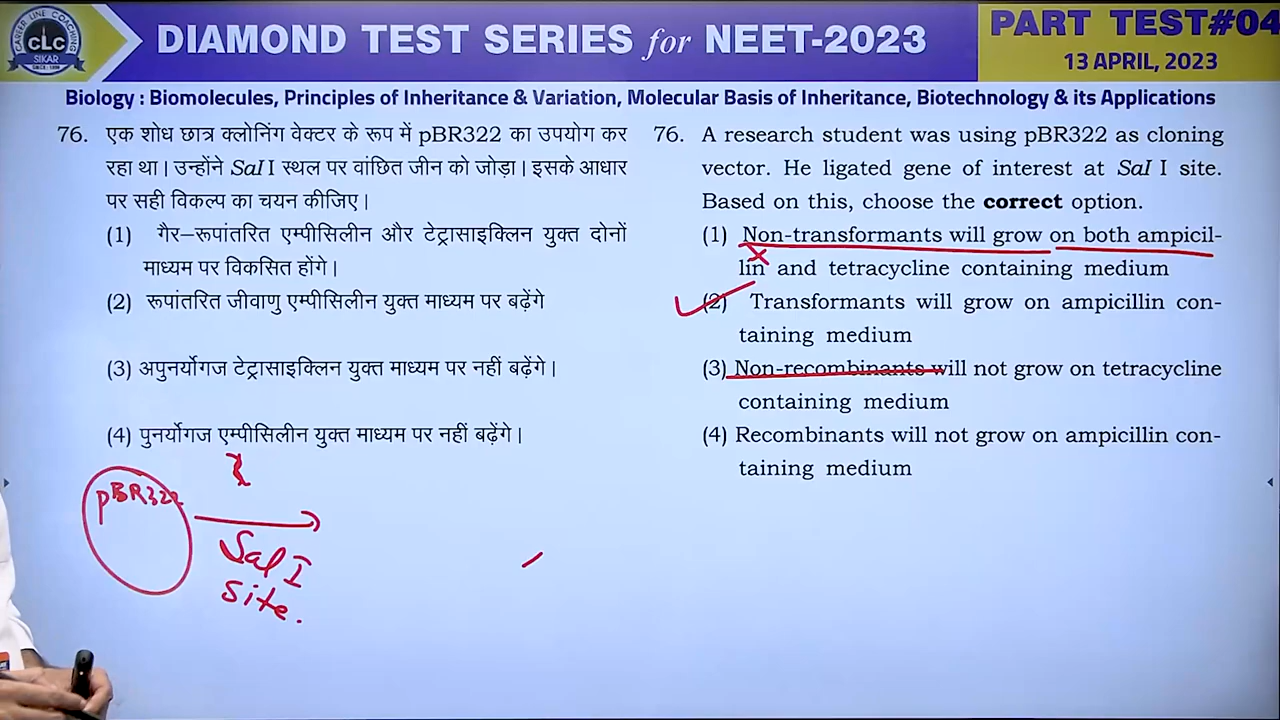 CAREER LINE COACHING
CLC
SIKAR
DIAMOND TEST SERIES for NEET-2023
PART TEST#04
13 APRIL, 2023
Biology : Biomolecules, Principles of Inheritance & Variation, Molecular Basis of Inheritance, Biotechnology & its Applications
76. एक शोध छात्र क्लोनिंग वेक्टर के रूप में pBR322 का उपयोग कर
रहा था। उन्होंने Sal I स्थल पर वांछित जीन को जोड़ा। इसके आधार
पर सही विकल्प का चयन कीजिए।
(1) गैर–रूपांतरित एम्पीसिलीन और टेट्रासाइक्लिन युक्त दोनों
माध्यम पर विकसित होंगे।
(2) रूपांतरित जीवाणु एम्पीसिलीन युक्त माध्यम पर बढ़ेंगे
(3) अपुनर्योगज टेट्रासाइक्लिन युक्त माध्यम पर नहीं बढ़ेंगे।
(4) पुनर्योगज एम्पीसिलीन युक्त माध्यम पर नहीं बढ़ेंगे।
76. A research student was using pBR322 as cloning
vector. He ligated gene of interest at Sal I site.
Based on this, choose the correct option.
(1) Non-transformants will grow on both ampicil-
lin and tetracycline containing medium
(2) Transformants will grow on ampicillin con-
taining medium
(3) Non-recombinants will not grow on tetracycline
containing medium
(4) Recombinants will not grow on ampicillin con-
taining medium
pBR322
Sal I
Site.